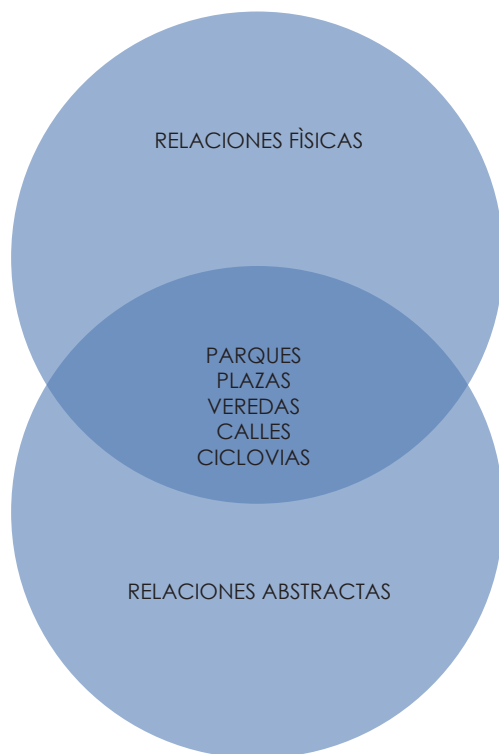 RELACIONES FÌSICAS
PARQUES
PLAZAS
VEREDAS
CALLES
CICLOVIAS
RELACIONES ABSTRACTAS